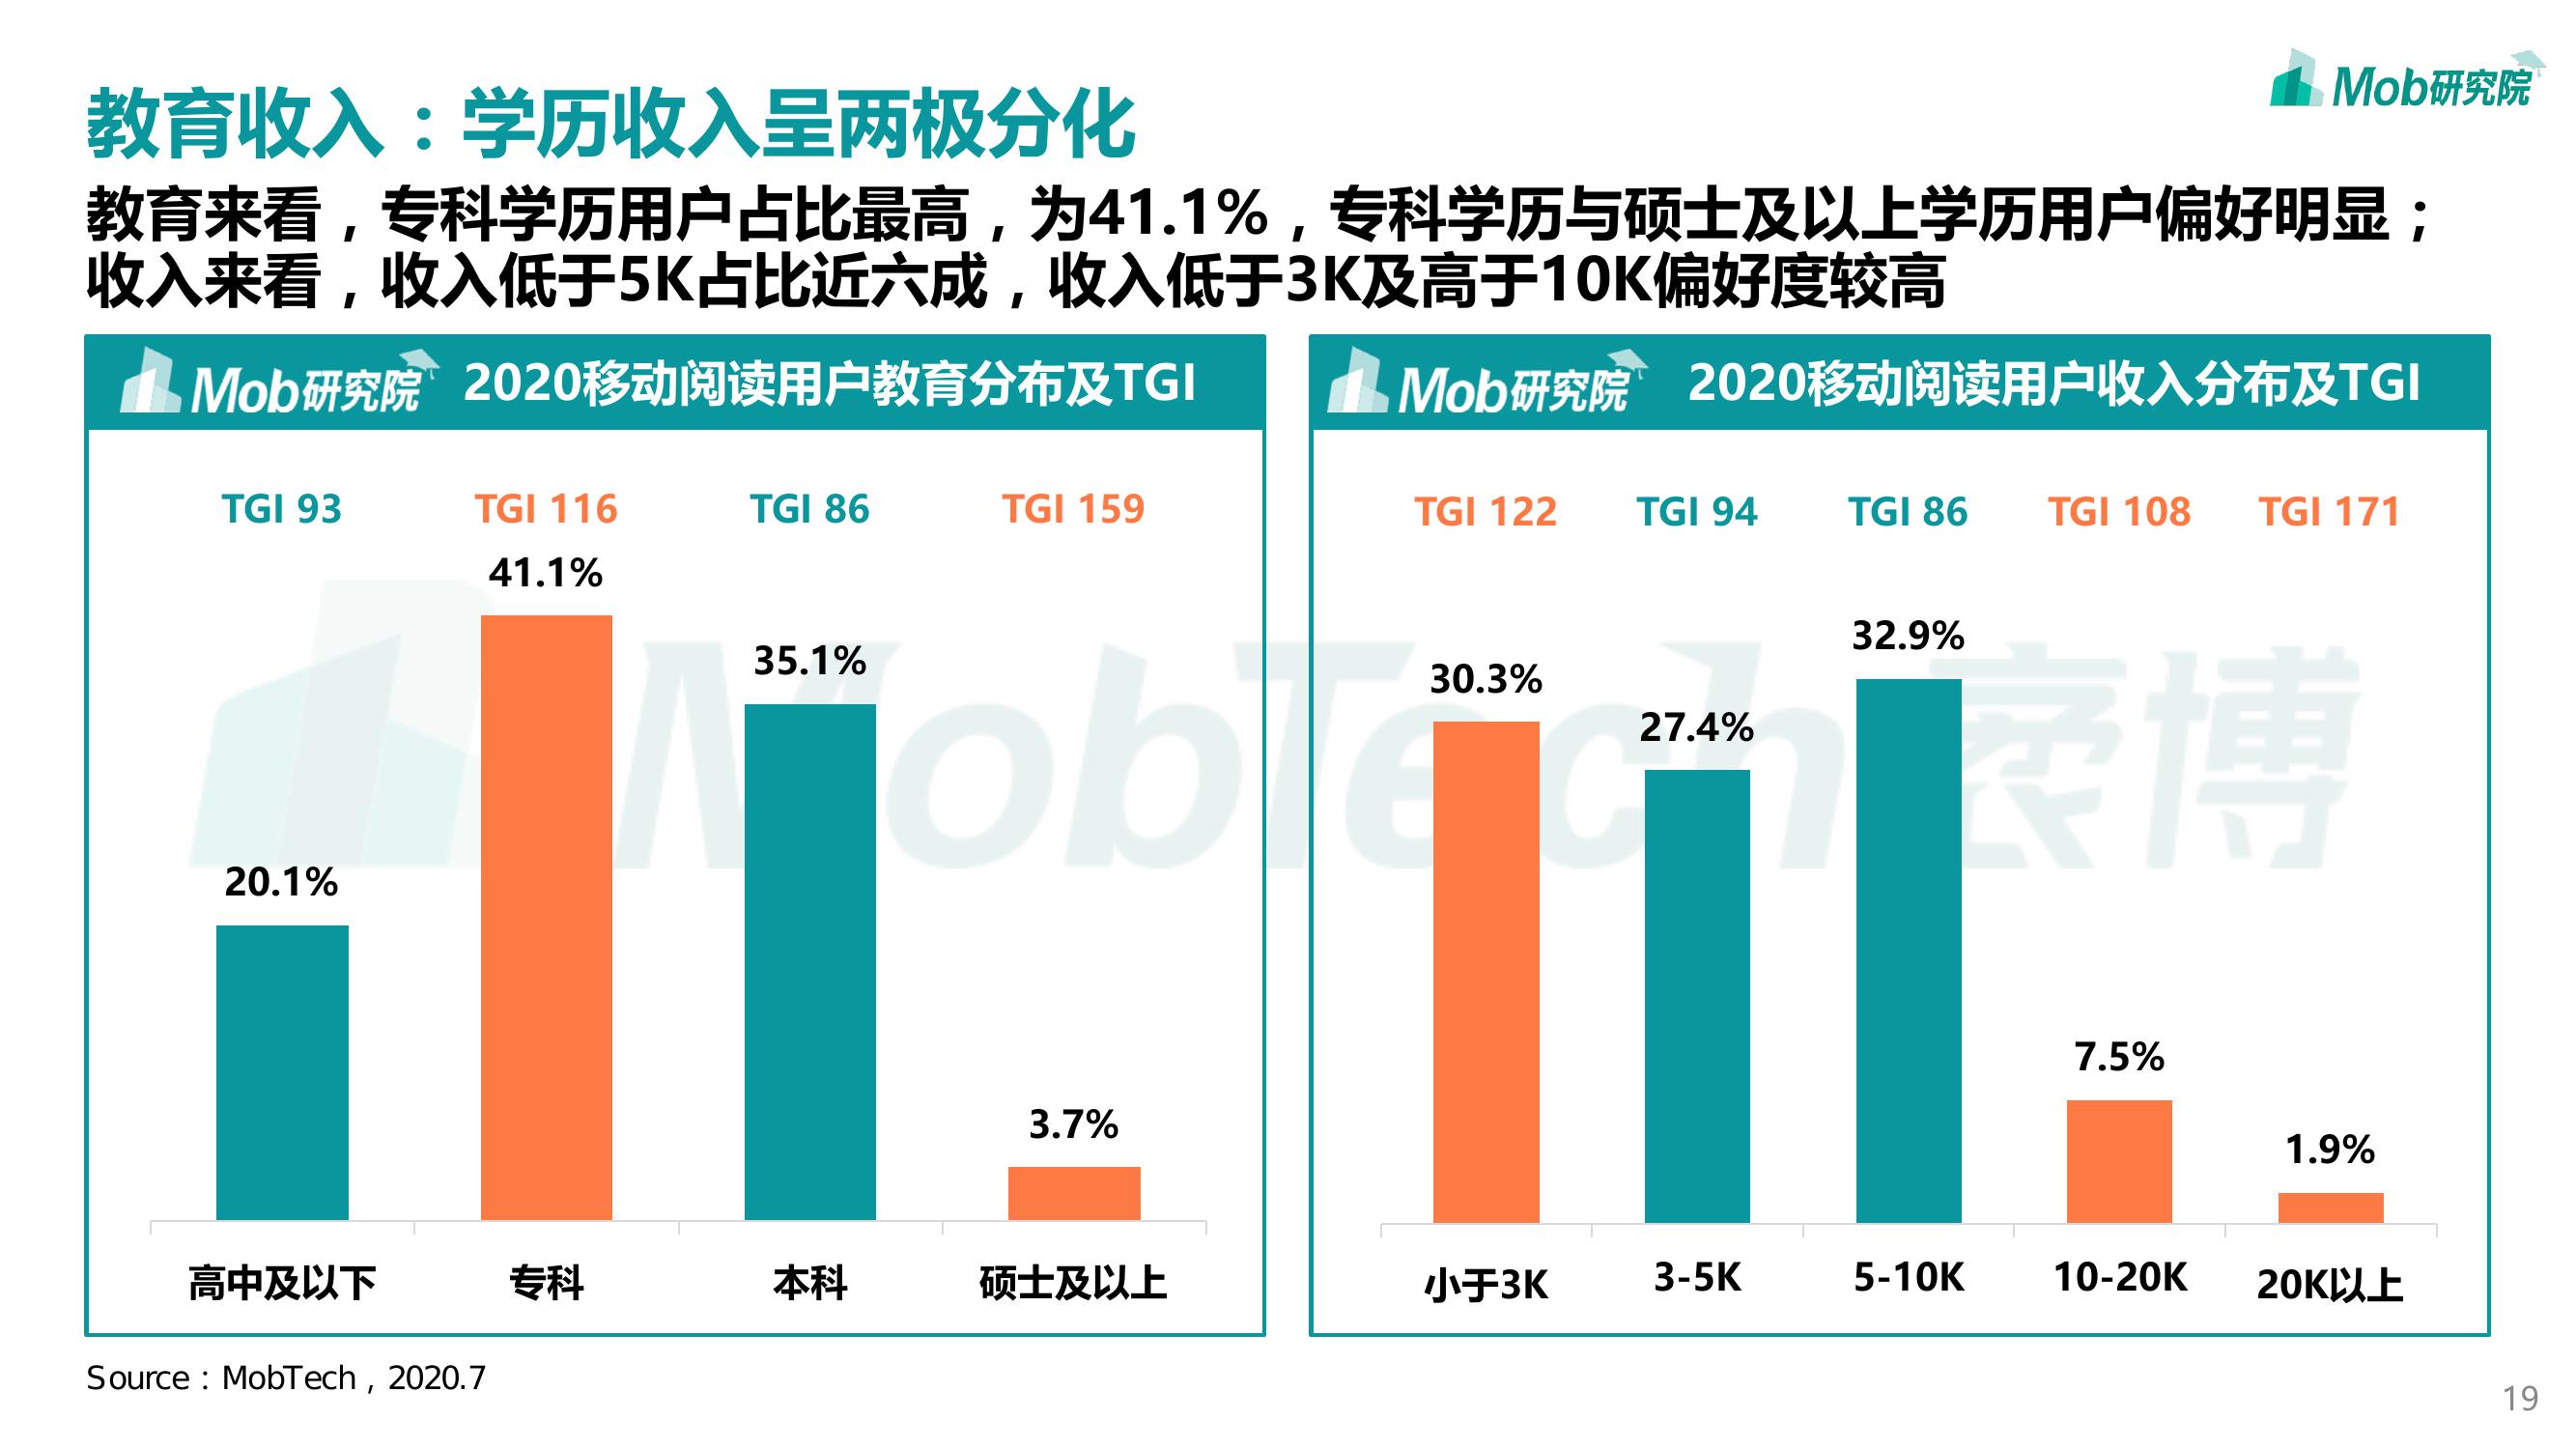 Mob研究院
教育收入：学历收入呈两极分化
教育来看，专科学历用户占比最高，为41.1%，专科学历与硕士及以上学历用户偏好明显；
收入来看，收入低于5K占比近六成，收入低于3K及高于10K偏好度较高
Mob研究院 2020移动阅读用户教育分布及TGI
TGI 93 TGI 116 TGI 86 TGI 159
41.1%
35.1%
20.1%
3.7%
高中及以下 专科 本科 硕士及以上
Mob研究院 2020移动阅读用户收入分布及TGI
TGI 122 TGI 94 TGI 86 TGI 108 TGI 171
32.9%
30.3%
27.4%
7.5%
1.9%
小于3K 3-5K 5-10K 10-20K 20K以上
MobTech 袤博
Source：MobTech，2020.7
19